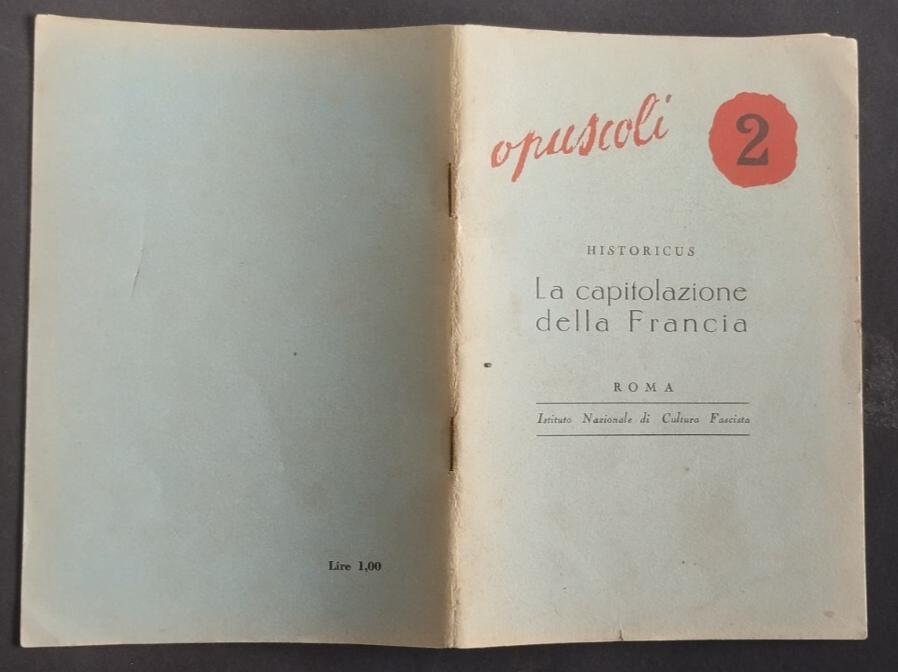 opuscoli 2
HISTORICUS
La capitolazione
della Francia
ROMA
Istituto Nazionale di Cultura Fascista
Lire 1,00